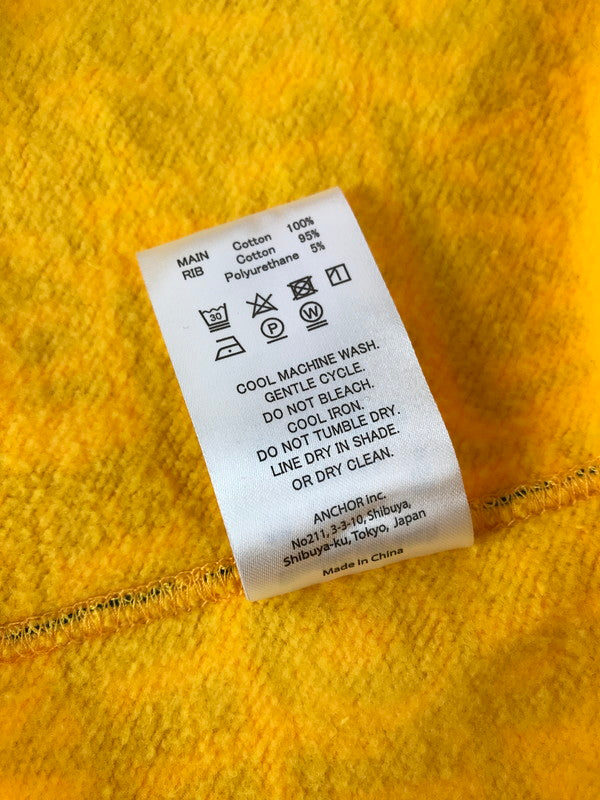 MAIN Cotton 100%
RIB Cotton 95%
Polyurethane 5%
30
P W
COOL MACHINE WASH.
GENTLE CYCLE.
DO NOT BLEACH.
COOL IRON.
DO NOT TUMBLE DRY.
LINE DRY IN SHADE.
OR DRY CLEAN.
ANCHOR Inc.
No211, 3-3-10, Shibuya,
Shibuya-ku, Tokyo, Japan
Made in China